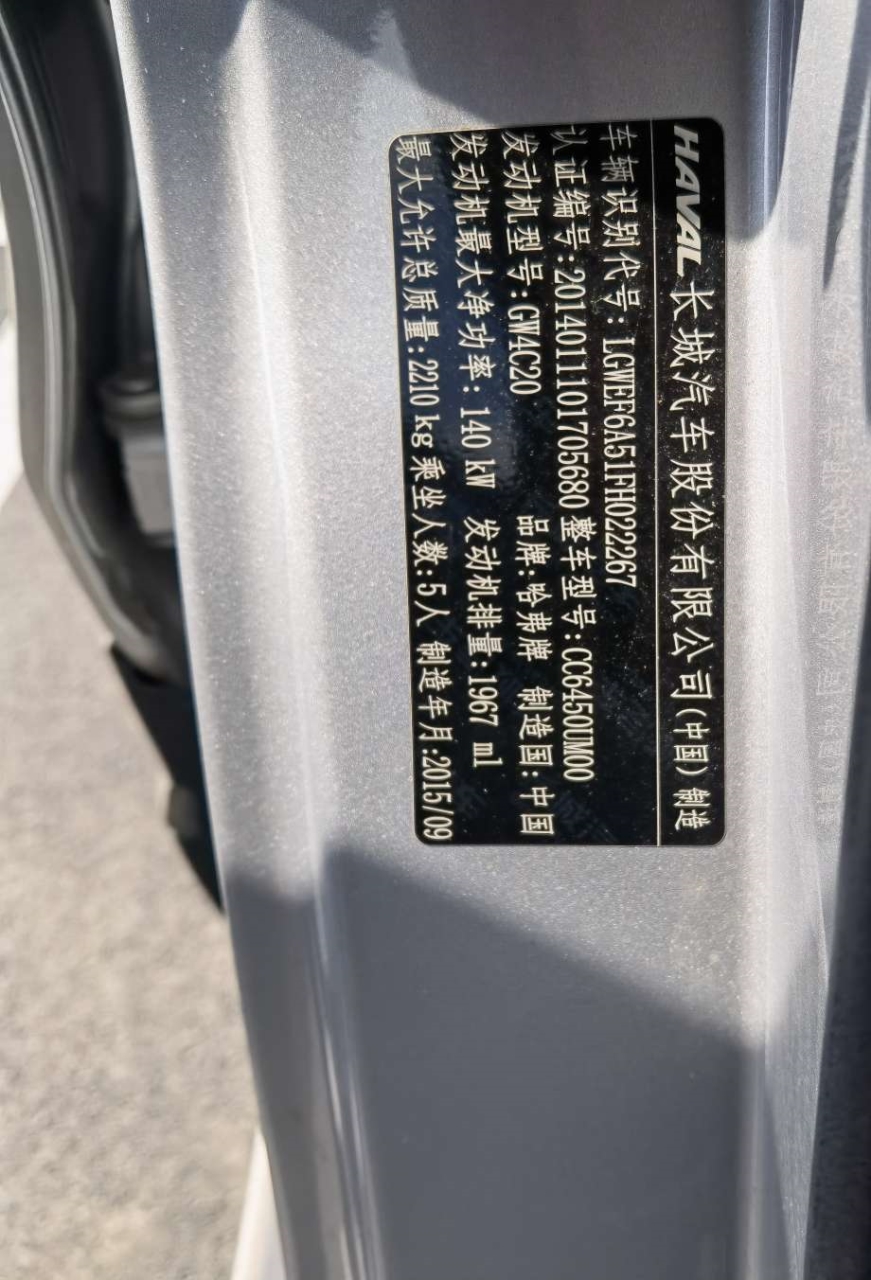 HAVAL 长城汽车股份有限公司(中国) 制造
车辆识别代号: LGWEF6A51FH022267
认证编号:2014011101705680 整车型号:CC6450UM00
发动机型号:GW4C20 品牌:哈弗牌 制造国:中国
发动机最大净功率: 140 kW 发动机排量:1967 ml
最大允许总质量:2210 kg 乘坐人数:5人 制造年月:2015/09